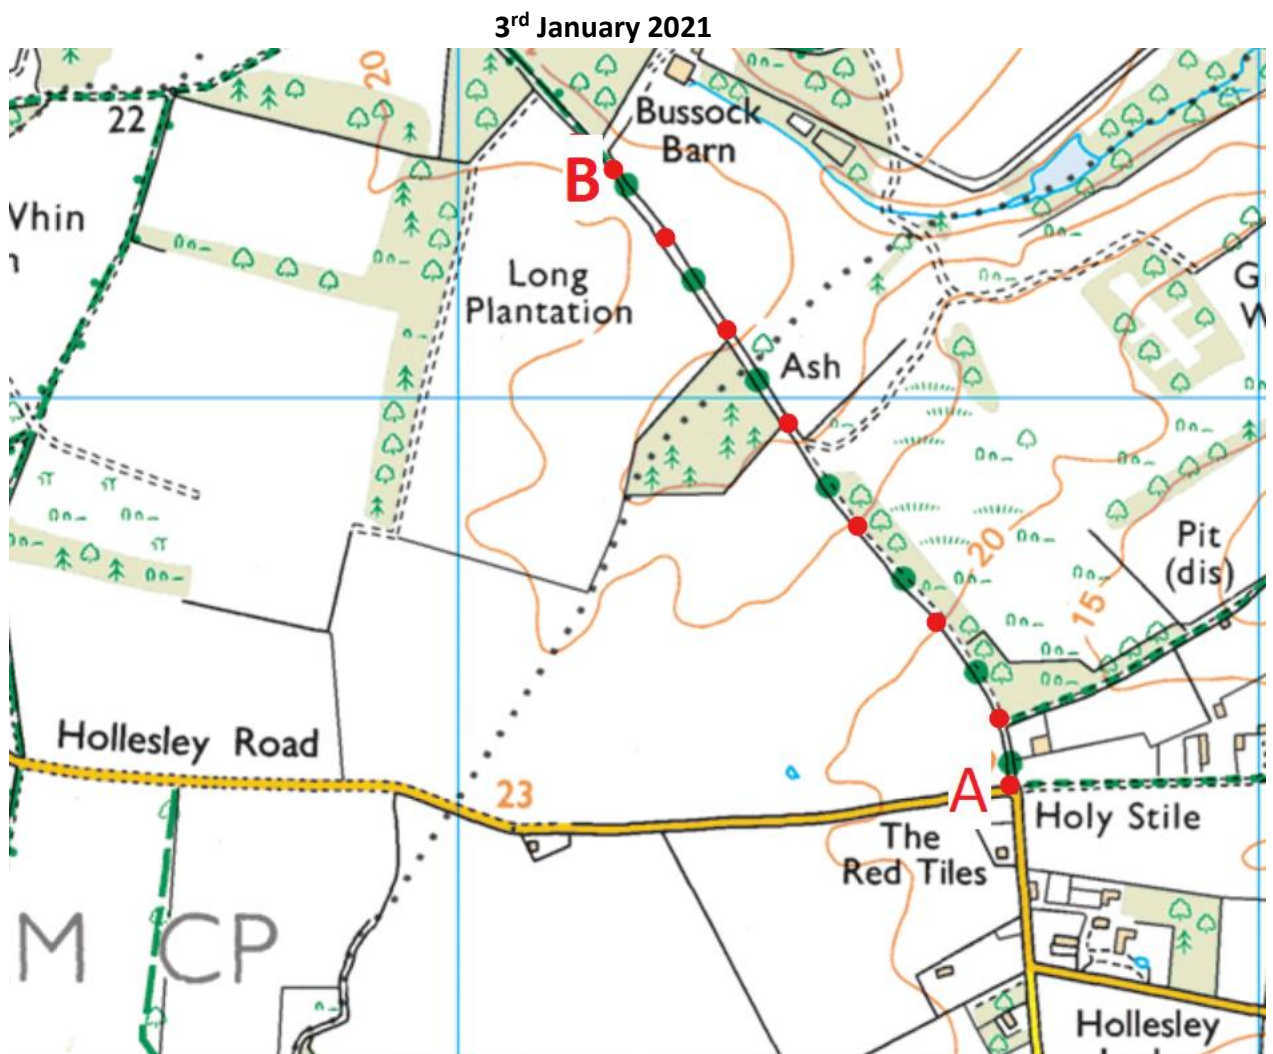 3rd January 2021
20
22
Bussock
Barn
B
Whin
Long
Plantation
Ash
20
Pit
(dis)
15
Hollesley Road
23
A
Holy Stile
The
Red Tiles
M CP
Hollesley